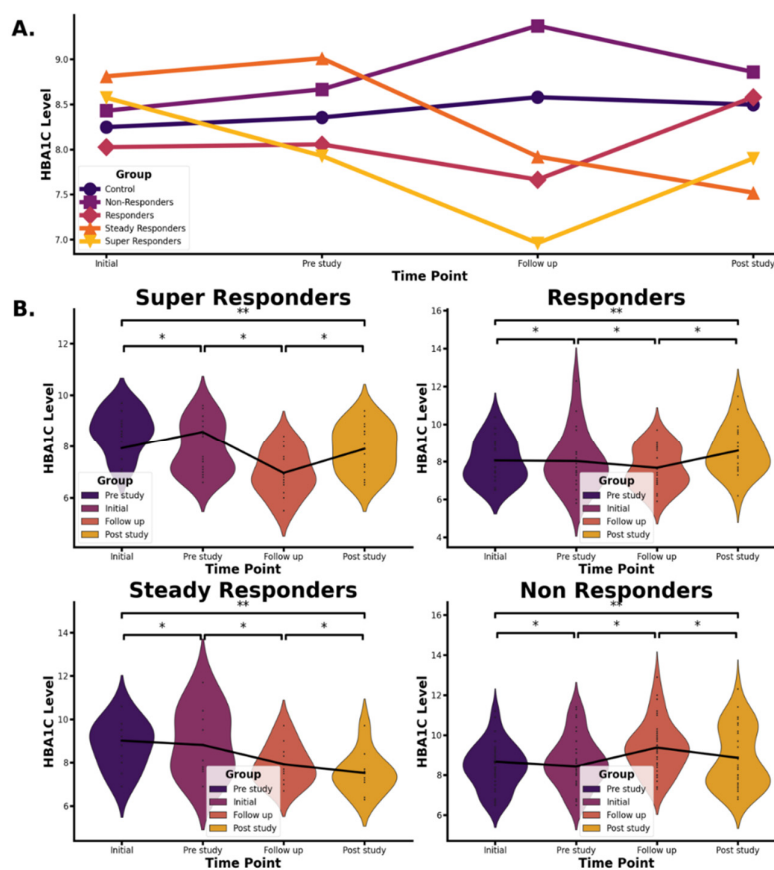 A.
9.0
8.5
8.0
7.5
7.0
HBA1C Level
Group
Control
Non-Responders
Responders
Steady Responders
Super Responders
Initial
Pre study
Follow up
Post study
Time Point
B.
Super Responders
**
*
*
*
12
10
8
6
HBA1C Level
Group
Pre study
Initial
Follow up
Post study
Initial
Pre study
Follow up
Post study
Time Point
Responders
**
*
*
*
16
14
12
10
8
6
4
HBA1C Level
Group
Pre study
Initial
Follow up
Post study
Initial
Pre study
Follow up
Post study
Time Point
Steady Responders
**
*
*
*
14
12
10
8
6
HBA1C Level
Group
Pre study
Initial
Follow up
Post study
Initial
Pre study
Follow up
Post study
Time Point
Non Responders
**
*
*
*
16
14
12
10
8
6
HBA1C Level
Group
Pre study
Initial
Follow up
Post study
Initial
Pre study
Follow up
Post study
Time Point